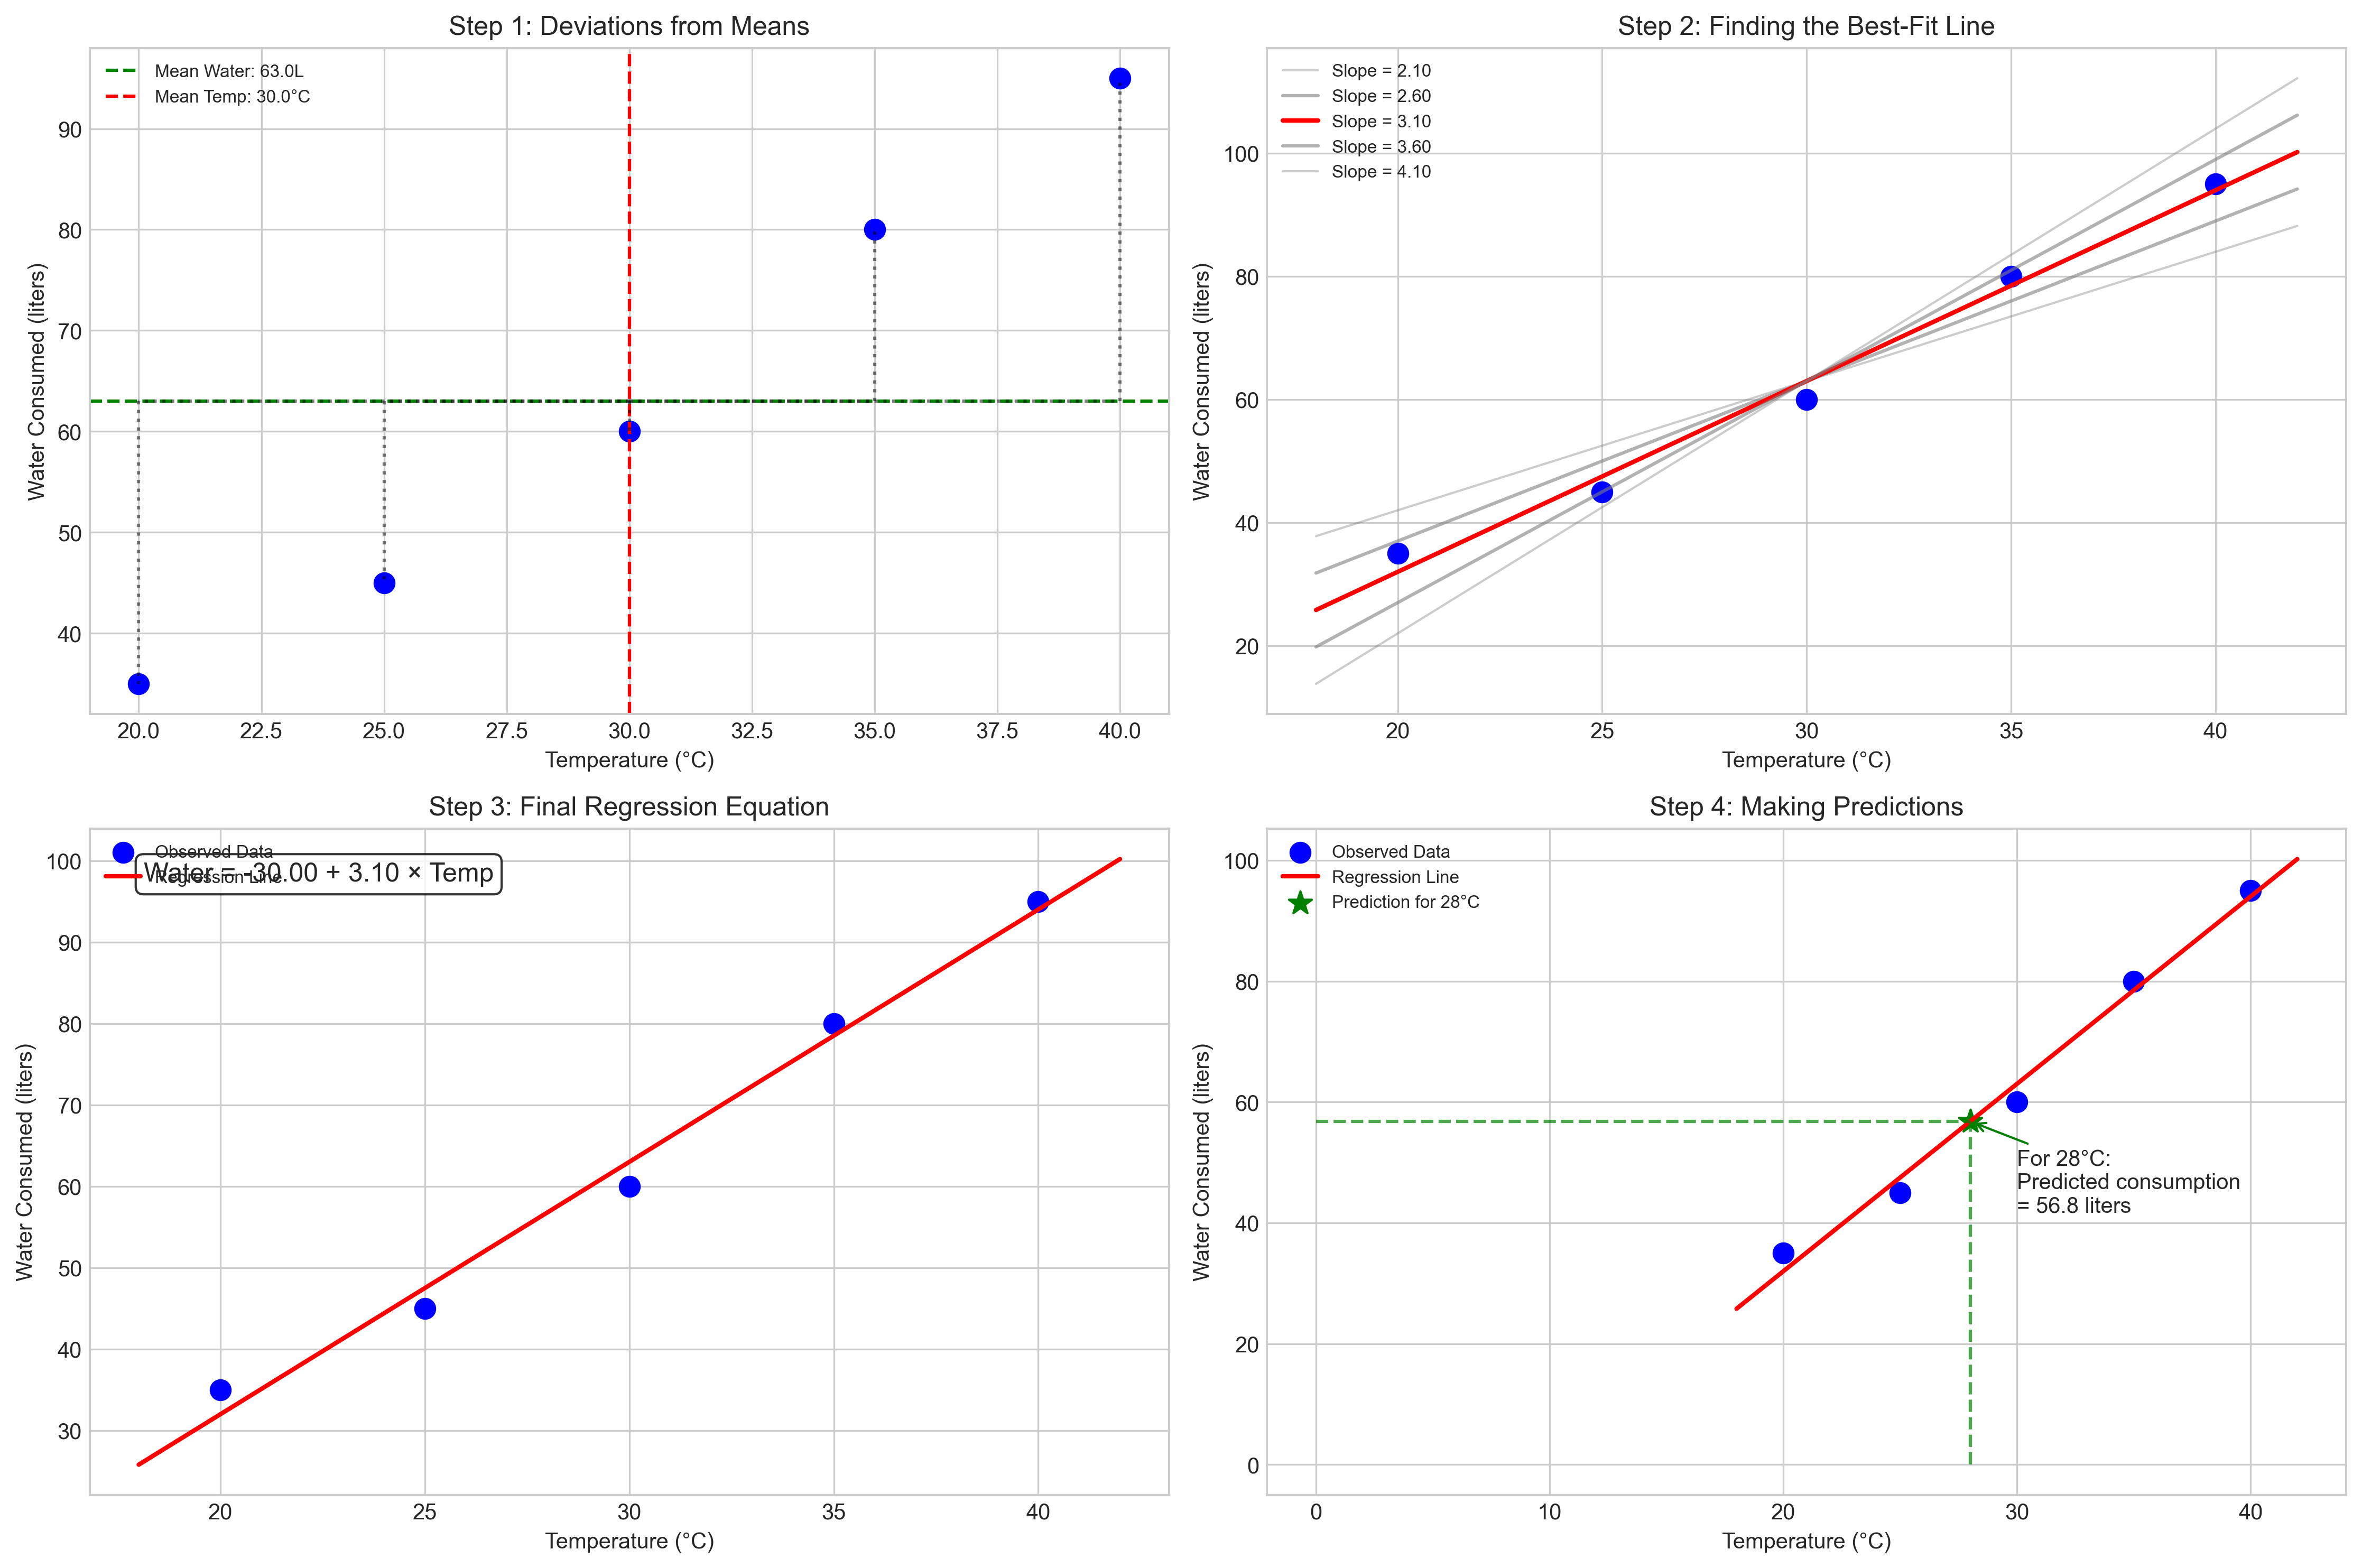 Step 1: Deviations from Means
Mean Water: 63.0L
Mean Temp: 30.0°C
90
80
70
60
50
40
Water Consumed (liters)
20.0 22.5 25.0 27.5 30.0 32.5 35.0 37.5 40.0
Temperature (°C)
Step 2: Finding the Best-Fit Line
Slope = 2.10
Slope = 2.60
Slope = 3.10
Slope = 3.60
Slope = 4.10
100
80
60
40
20
Water Consumed (liters)
20 25 30 35 40
Temperature (°C)
Step 3: Final Regression Equation
Observed Data
Regression Line
Water = -30.00 + 3.10 × Temp
100
90
80
70
60
50
40
30
Water Consumed (liters)
20 25 30 35 40
Temperature (°C)
Step 4: Making Predictions
Observed Data
Regression Line
Prediction for 28°C
100
80
60
40
20
0
Water Consumed (liters)
For 28°C:
Predicted consumption
= 56.8 liters
0 10 20 30 40
Temperature (°C)